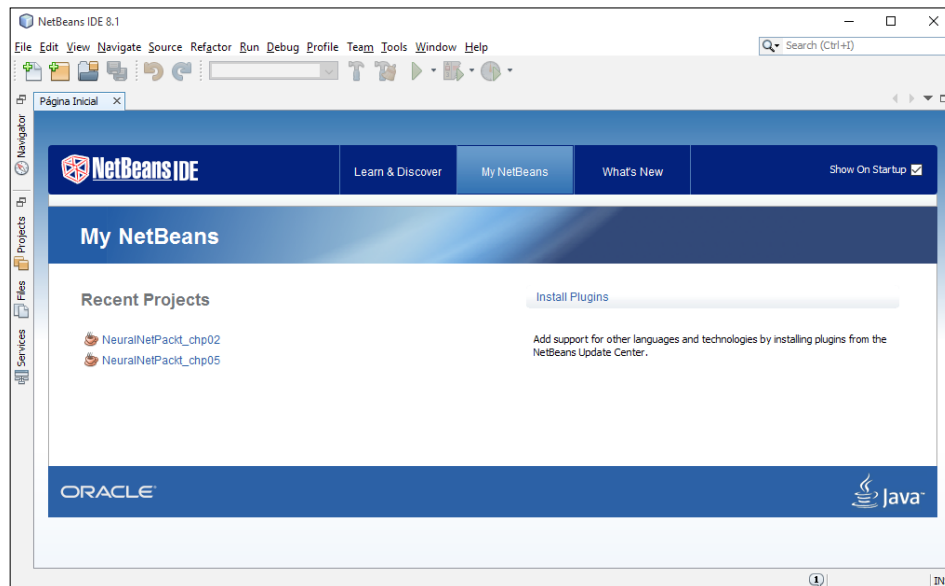 NetBeans IDE 8.1
File Edit View Navigate Source Refactor Run Debug Profile Team Tools Window Help
Search (Ctrl+I)
Página Inicial
Navigator
Projects
Files
Services
NetBeans IDE
Learn & Discover
My NetBeans
What's New
Show On Startup
My NetBeans
Recent Projects
NeuralNetPackt_chp02
NeuralNetPackt_chp05
Install Plugins
Add support for other languages and technologies by installing plugins from the
NetBeans Update Center.
ORACLE
Java
1
IN